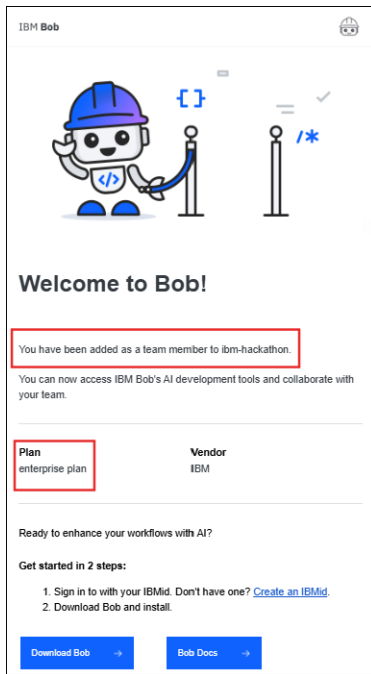 IBM Bob
{}
/*
</>
Welcome to Bob!
You have been added as a team member to ibm-hackathon.
You can now access IBM Bob's AI development tools and collaborate with
your team.
Plan
enterprise plan
Vendor
IBM
Ready to enhance your workflows with AI?
Get started in 2 steps:
1. Sign in to with your IBMid. Don't have one? Create an IBMid.
2. Download Bob and install.
Download Bob →
Bob Docs →